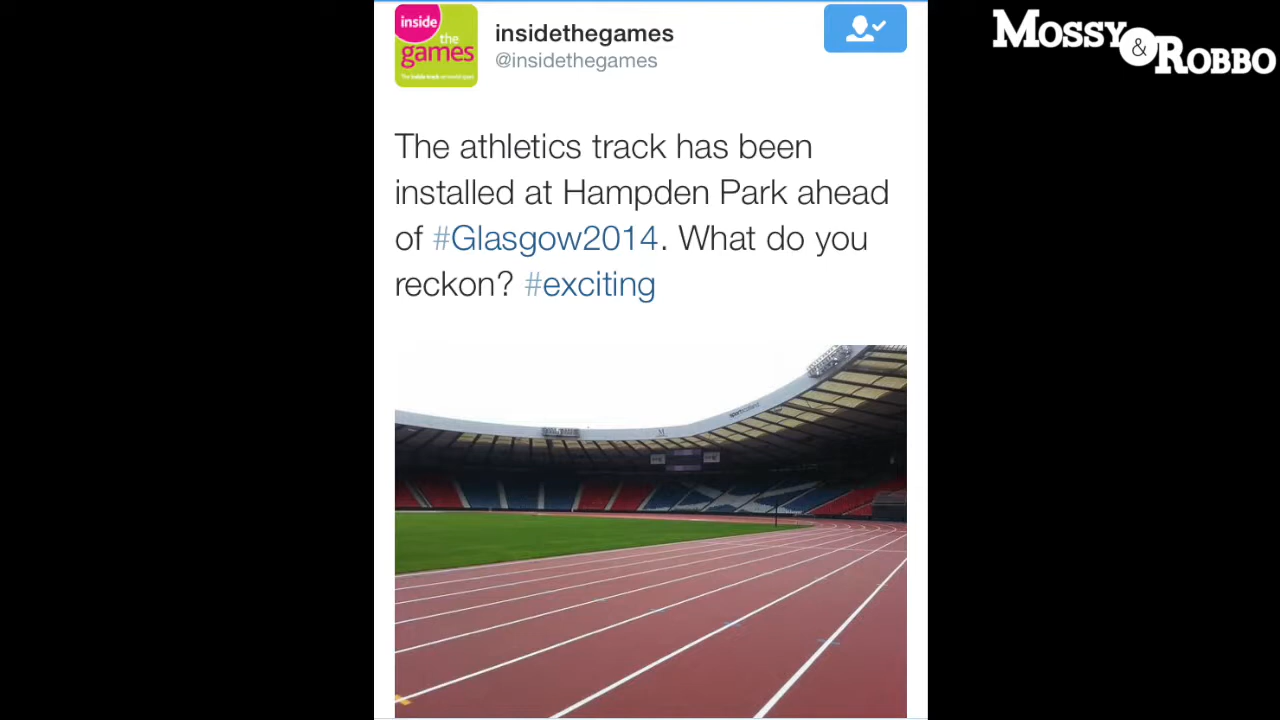 inside
the
games
insidethegames
@insidethegames
MOSSY
&
ROBBO
The athletics track has been
installed at Hampden Park ahead
of #Glasgow2014. What do you
reckon? #exciting